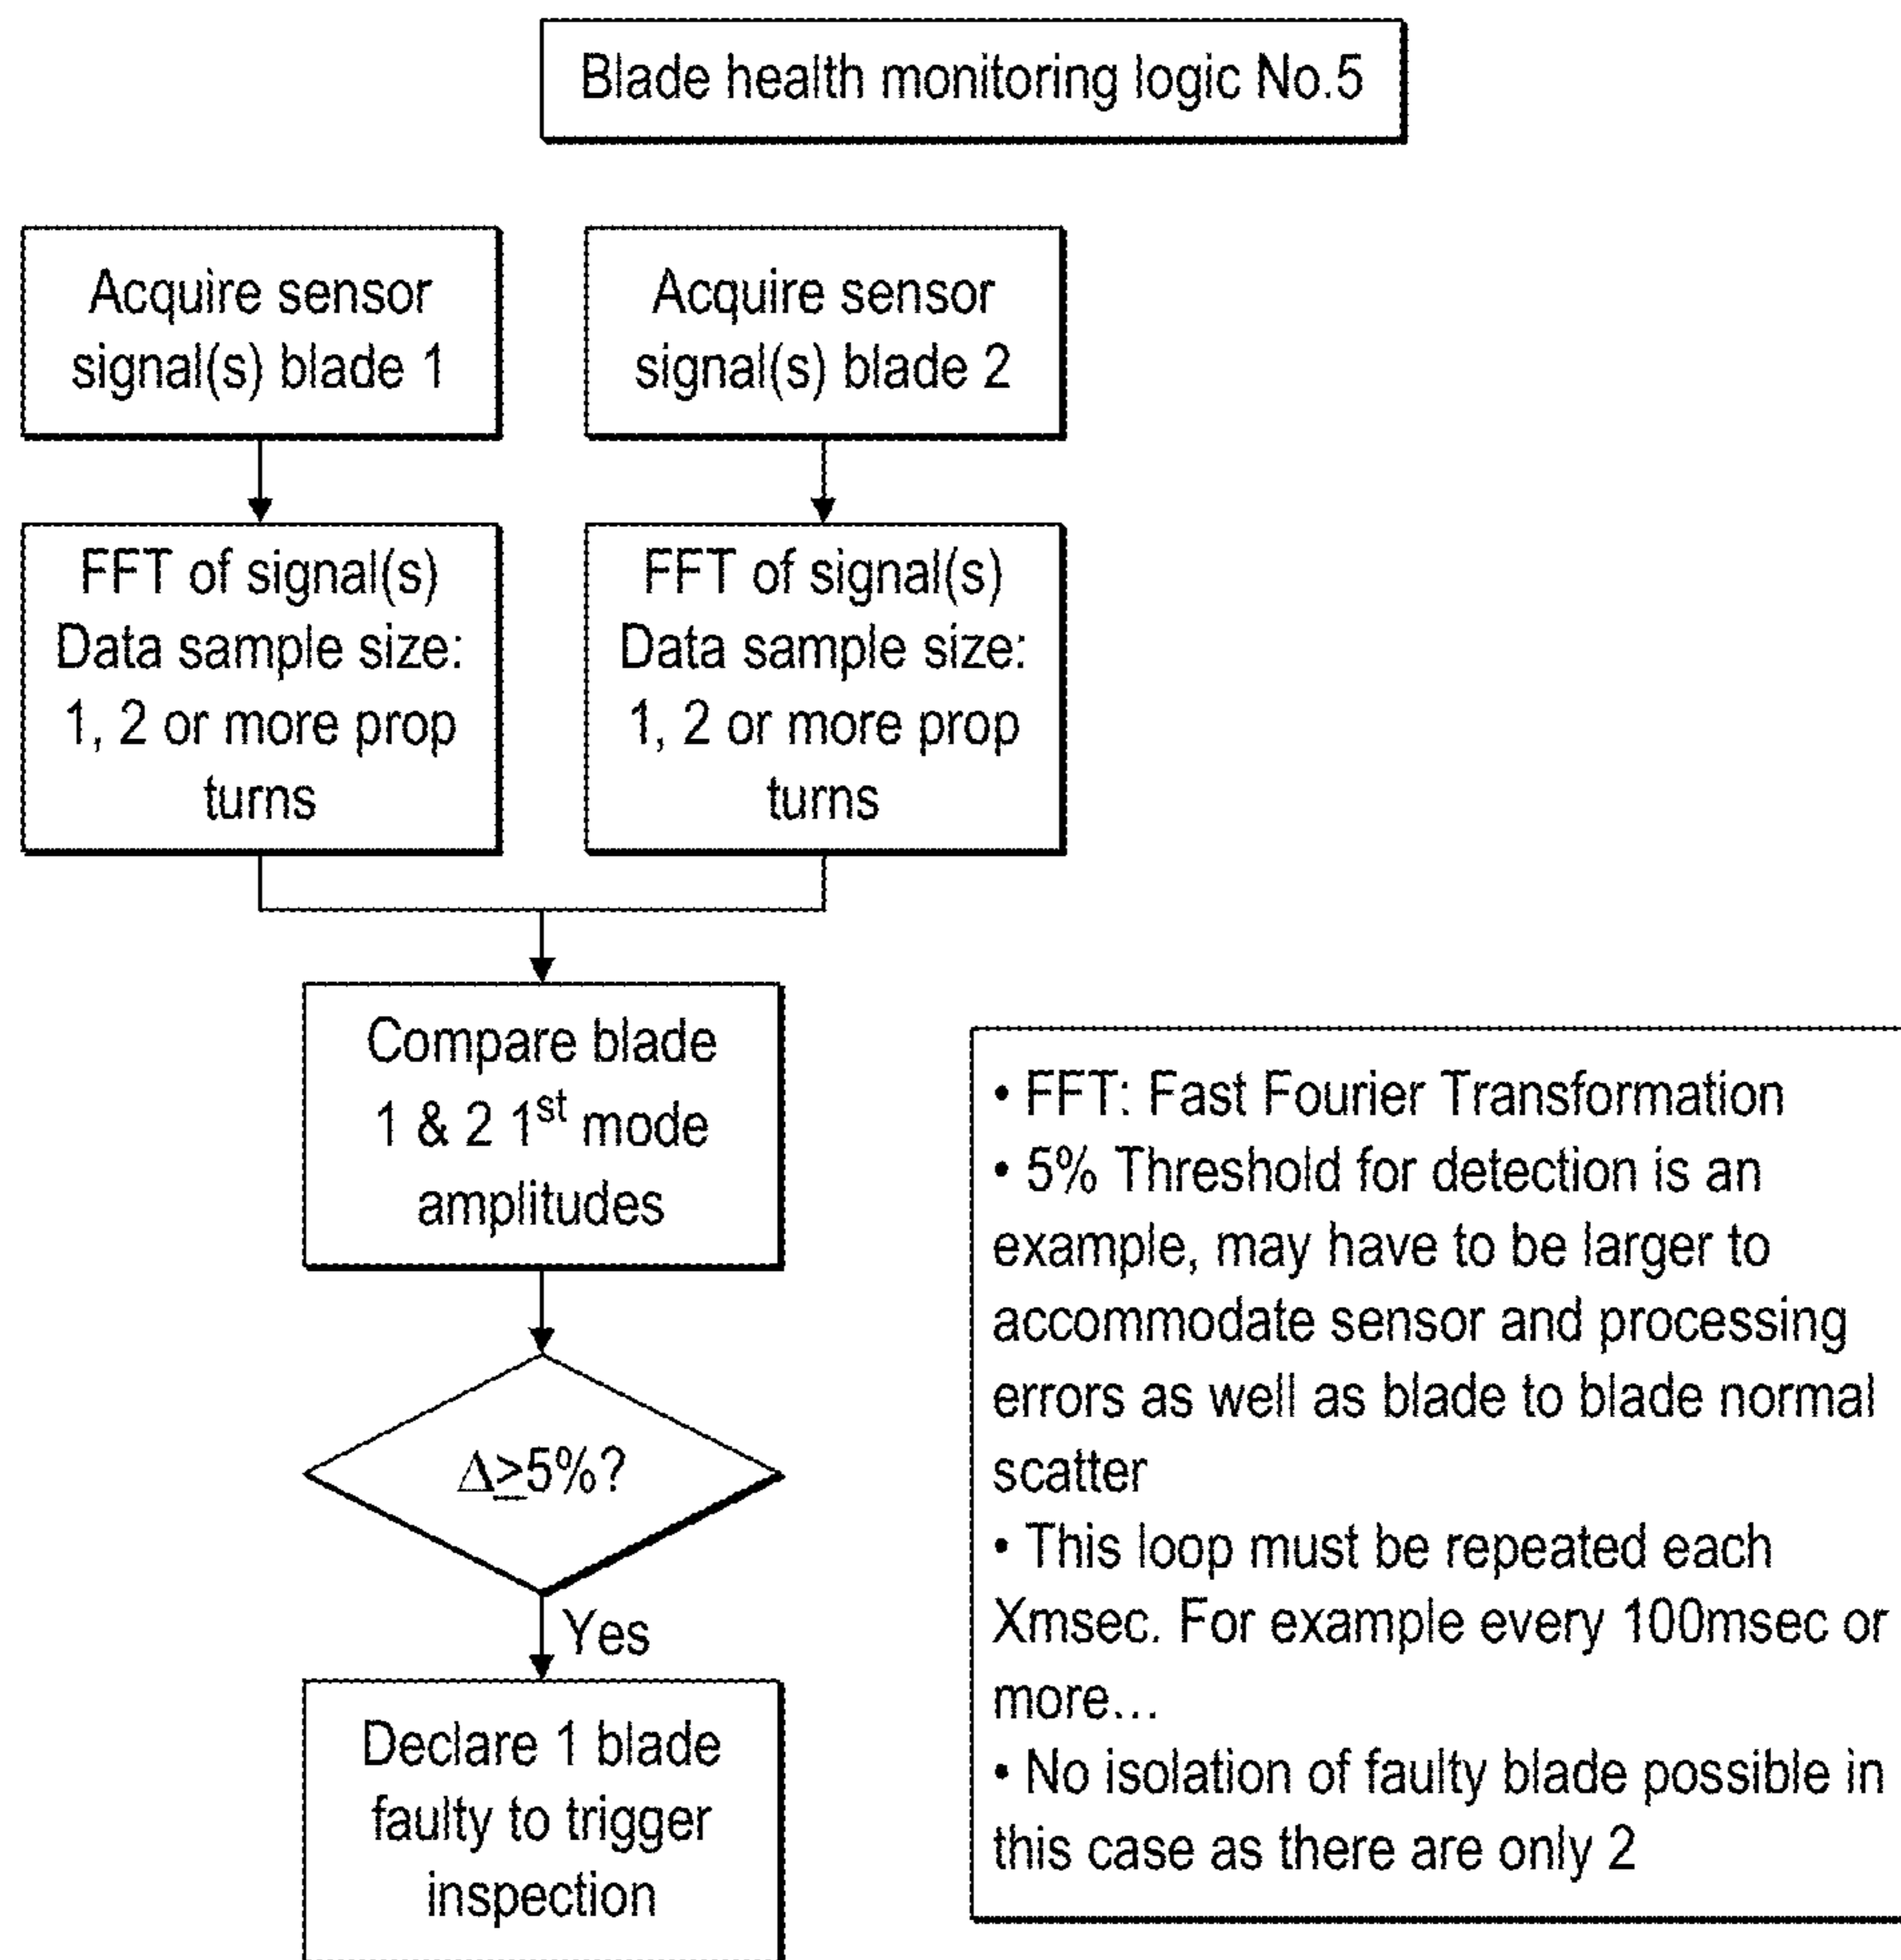 Blade health monitoring logic No.5
Acquire sensor
signal(s) blade 1
Acquire sensor
signal(s) blade 2
FFT of signal(s)
Data sample size:
1, 2 or more prop
turns
FFT of signal(s)
Data sample size:
1, 2 or more prop
turns
Compare blade
1 & 2 1st mode
amplitudes
Δ≥5%?
Yes
Declare 1 blade
faulty to trigger
inspection
• FFT: Fast Fourier Transformation
• 5% Threshold for detection is an
example, may have to be larger to
accommodate sensor and processing
errors as well as blade to blade normal
scatter
• This loop must be repeated each
Xmsec. For example every 100msec or
more...
• No isolation of faulty blade possible in
this case as there are only 2